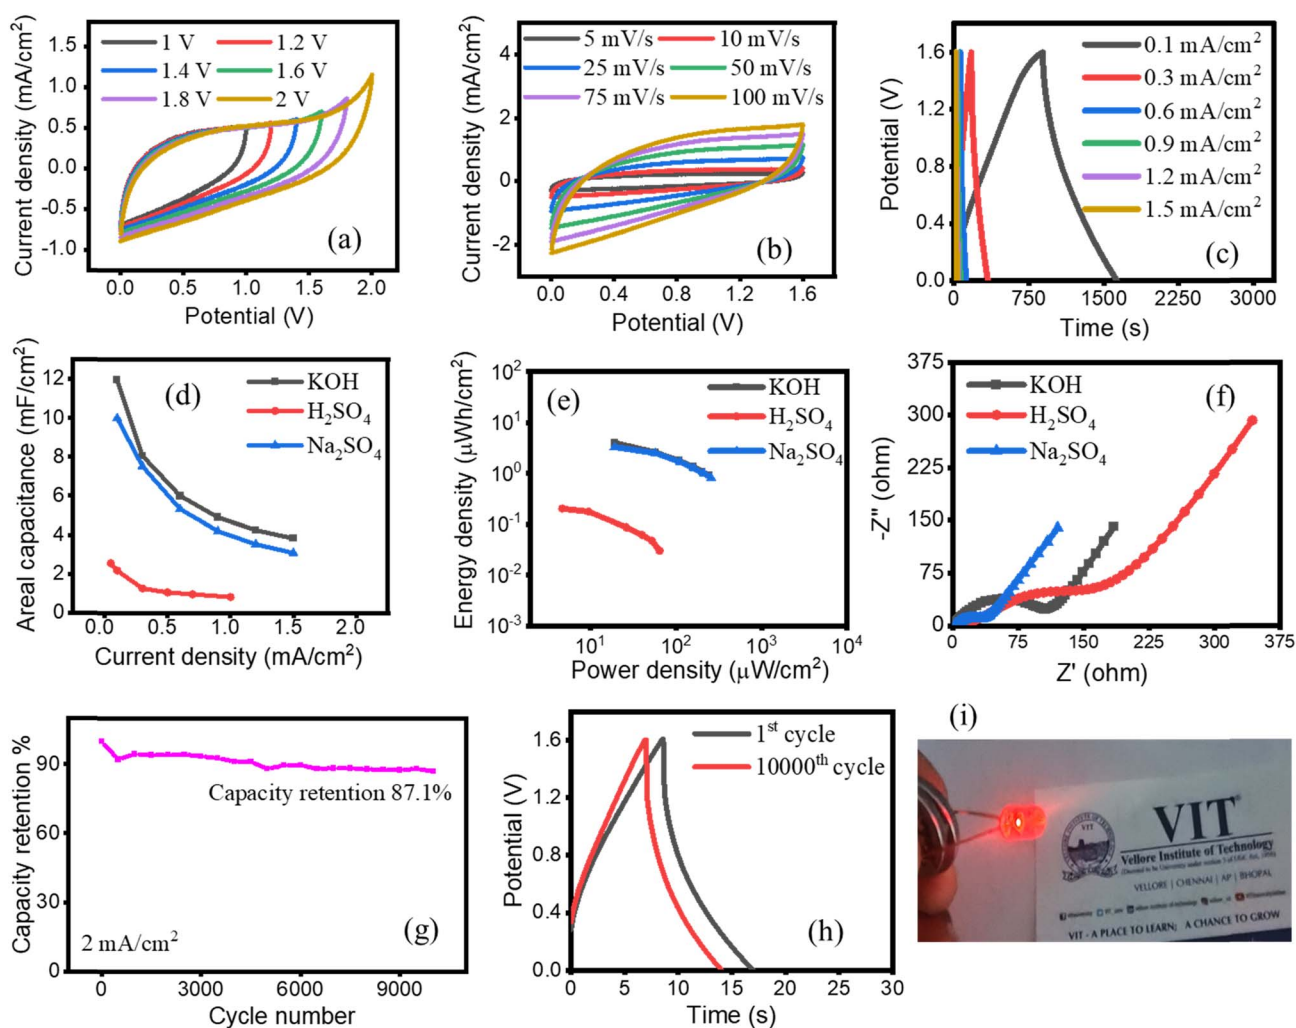 1 V
1.2 V
1.4 V
1.6 V
1.8 V
2 V
Current density (mA/cm²)
1.5
1.0
0.5
0.0
-0.5
-1.0
0.0 0.5 1.0 1.5 2.0
Potential (V)
(a)
5 mV/s
10 mV/s
25 mV/s
50 mV/s
75 mV/s
100 mV/s
Current density (mA/cm²)
4
2
0
-2
0.0 0.4 0.8 1.2 1.6
Potential (V)
(b)
0.1 mA/cm²
0.3 mA/cm²
0.6 mA/cm²
0.9 mA/cm²
1.2 mA/cm²
1.5 mA/cm²
Potential (V)
1.6
1.2
0.8
0.4
0.0
0 750 1500 2250 3000
Time (s)
(c)
KOH
H₂SO₄
Na₂SO₄
Areal capacitance (mF/cm²)
12
10
8
6
4
2
0
0.0 0.5 1.0 1.5 2.0
Current density (mA/cm²)
(d)
KOH
H₂SO₄
Na₂SO₄
Energy density (μWh/cm²)
10²
10¹
10⁰
10⁻¹
10⁻²
10⁻³
10¹ 10² 10³ 10⁴
Power density (μW/cm²)
(e)
KOH
H₂SO₄
Na₂SO₄
-Z" (ohm)
375
300
225
150
75
0
0 75 150 225 300 375
Z' (ohm)
(f)
Capacity retention %
90
60
30
0
Capacity retention 87.1%
2 mA/cm²
0 3000 6000 9000
Cycle number
(g)
1ˢᵗ cycle
10000ᵗʰ cycle
Potential (V)
1.6
1.2
0.8
0.4
0.0
0 5 10 15 20 25 30
Time (s)
(h)
(i)
VIT
VIT®
Vellore Institute of Technology
(Deemed to be University under section 3 of UGC Act, 1956)
VELLORE | CHENNAI | AP | BHOPAL
VIT - A PLACE TO LEARN; A CHANCE TO GROW